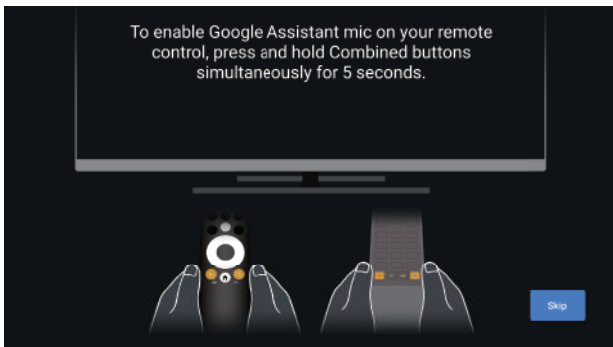 To enable Google Assistant mic on your remote
control, press and hold Combined buttons
simultaneously for 5 seconds.
Skip